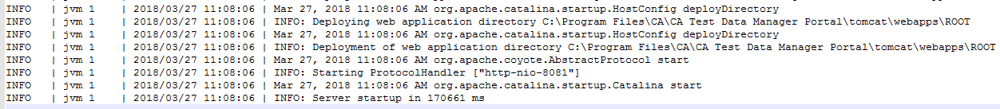 INFO | jvm 1 | 2018/03/27 11:08:06 | Mar 27, 2018 11:08:06 AM org.apache.catalina.startup.HostConfig deployDirectory
INFO | jvm 1 | 2018/03/27 11:08:06 | INFO: Deploying web application directory C:\Program Files\CA\CA Test Data Manager Portal\tomcat\webapps\ROOT
INFO | jvm 1 | 2018/03/27 11:08:06 | Mar 27, 2018 11:08:06 AM org.apache.catalina.startup.HostConfig deployDirectory
INFO | jvm 1 | 2018/03/27 11:08:06 | INFO: Deployment of web application directory C:\Program Files\CA\CA Test Data Manager Portal\tomcat\webapps\ROOT
INFO | jvm 1 | 2018/03/27 11:08:06 | Mar 27, 2018 11:08:06 AM org.apache.coyote.AbstractProtocol start
INFO | jvm 1 | 2018/03/27 11:08:06 | INFO: Starting ProtocolHandler ["http-nio-8081"]
INFO | jvm 1 | 2018/03/27 11:08:06 | Mar 27, 2018 11:08:06 AM org.apache.catalina.startup.Catalina start
INFO | jvm 1 | 2018/03/27 11:08:06 | INFO: Server startup in 170661 ms